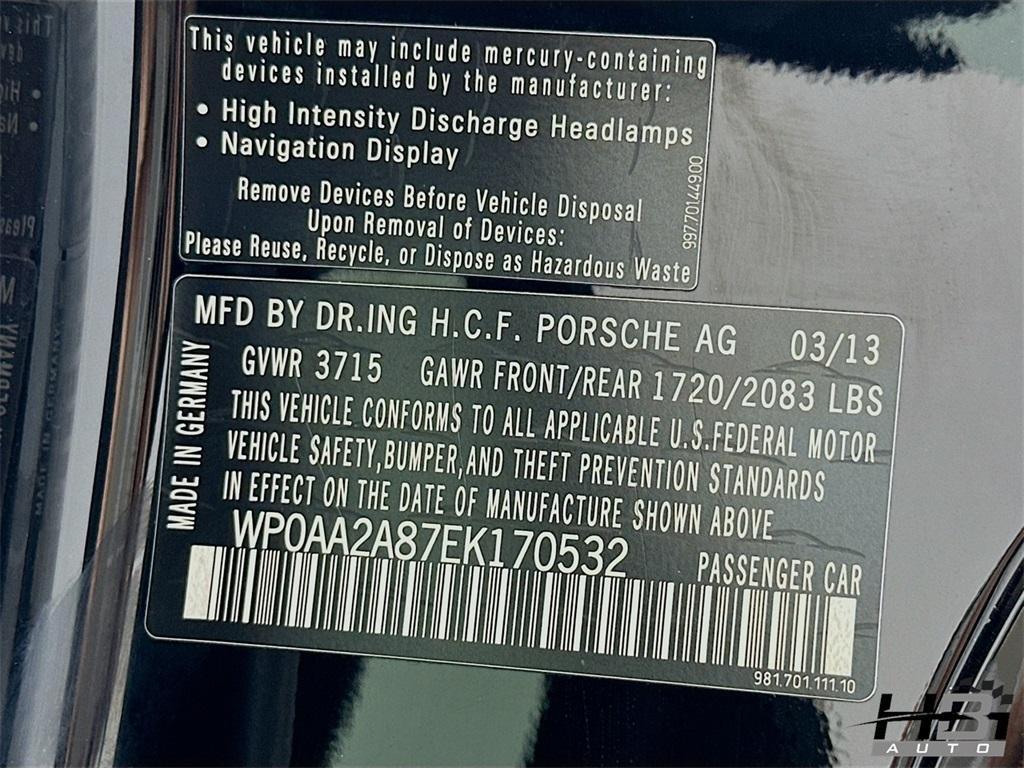 This vehicle may include mercury-containing
devices installed by the manufacturer:
• High Intensity Discharge Headlamps
• Navigation Display
Remove Devices Before Vehicle Disposal
Upon Removal of Devices:
Please Reuse, Recycle, or Dispose as Hazardous Waste
997.701449.00
MFD BY DR.ING H.C.F. PORSCHE AG 03/13
GVWR 3715 GAWR FRONT/REAR 1720/2083 LBS
THIS VEHICLE CONFORMS TO ALL APPLICABLE U.S.FEDERAL MOTOR
VEHICLE SAFETY,BUMPER,AND THEFT PREVENTION STANDARDS
IN EFFECT ON THE DATE OF MANUFACTURE SHOWN ABOVE
MADE IN GERMANY
WP0AA2A87EK170532
PASSENGER CAR
981.701.111.10
HBI
AUTO